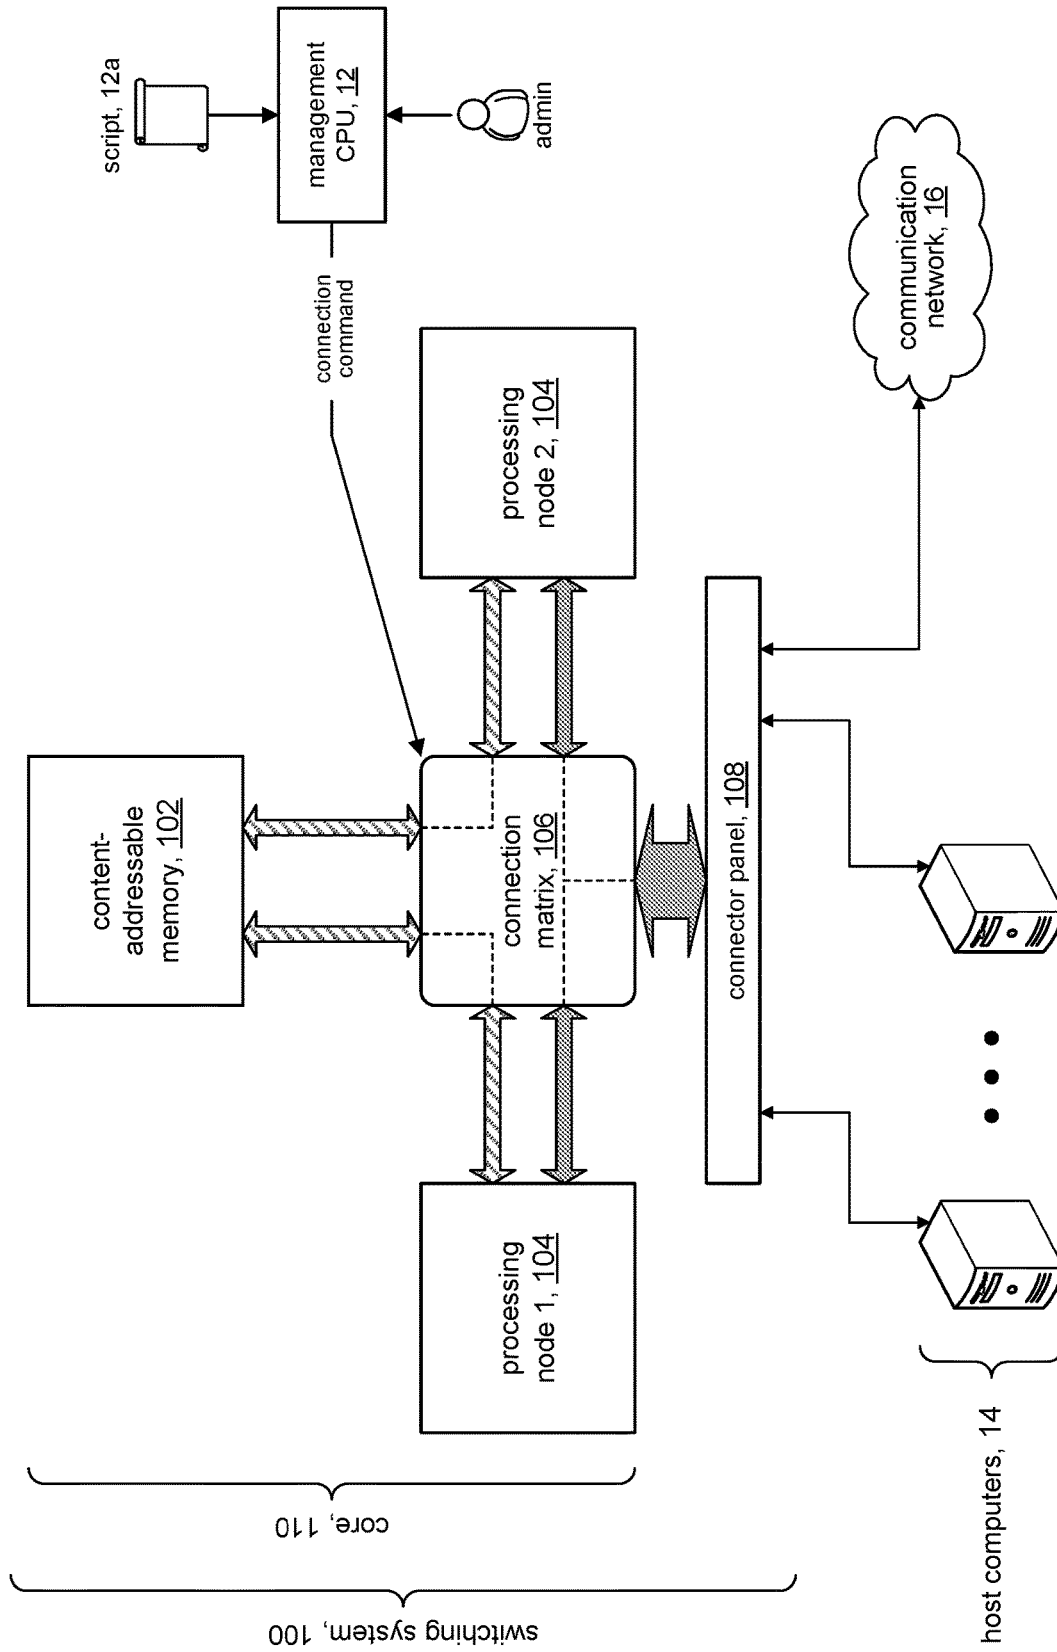 script, 12a
management
CPU, 12
admin
connection
command
content-
addressable
memory, 102
processing
node 1, 104
connection
matrix, 106
processing
node 2, 104
connector panel, 108
communication
network, 16
host computers, 14
core, 110
switching system, 100